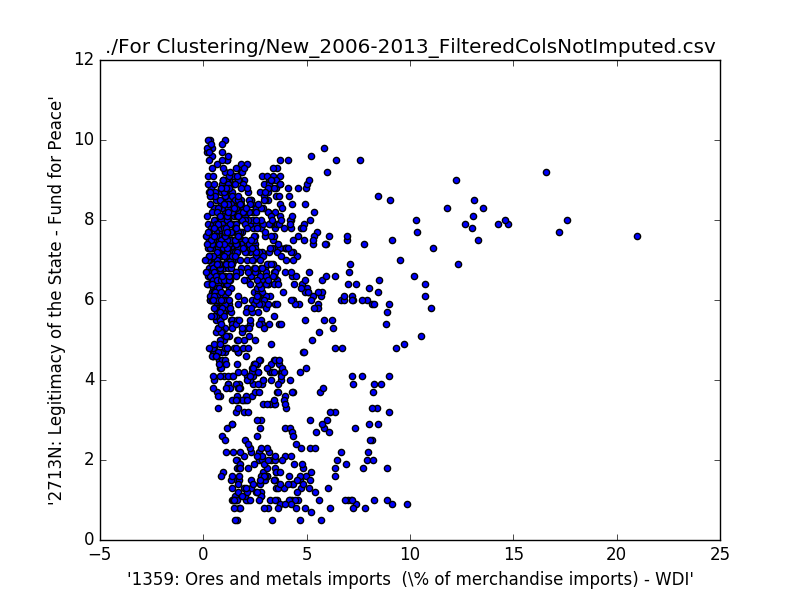 ./For Clustering/New_2006-2013_FilteredColsNotImputed.csv
12
10
8
6
4
2
0
'2713N: Legitimacy of the State - Fund for Peace'
−5 0 5 10 15 20 25
'1359: Ores and metals imports  (\% of merchandise imports) - WDI'